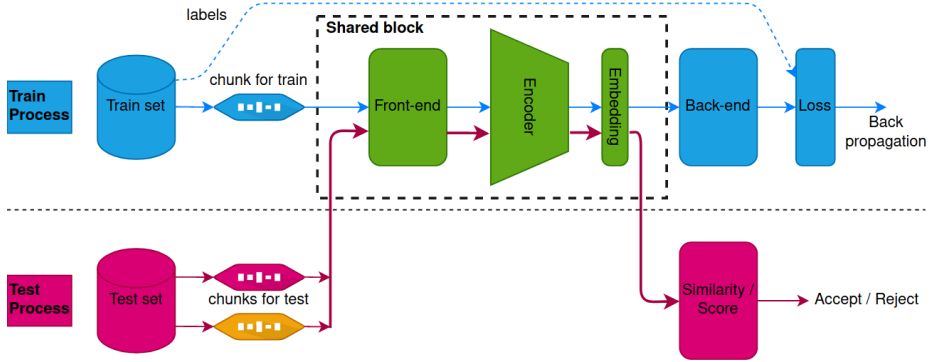 labels
Shared block
chunk for train
Train
Process
Train set
Front-end
Encoder
Embedding
Back-end
Loss
Back
propagation
Test
Process
Test set
chunks for test
Similarity /
Score
Accept / Reject